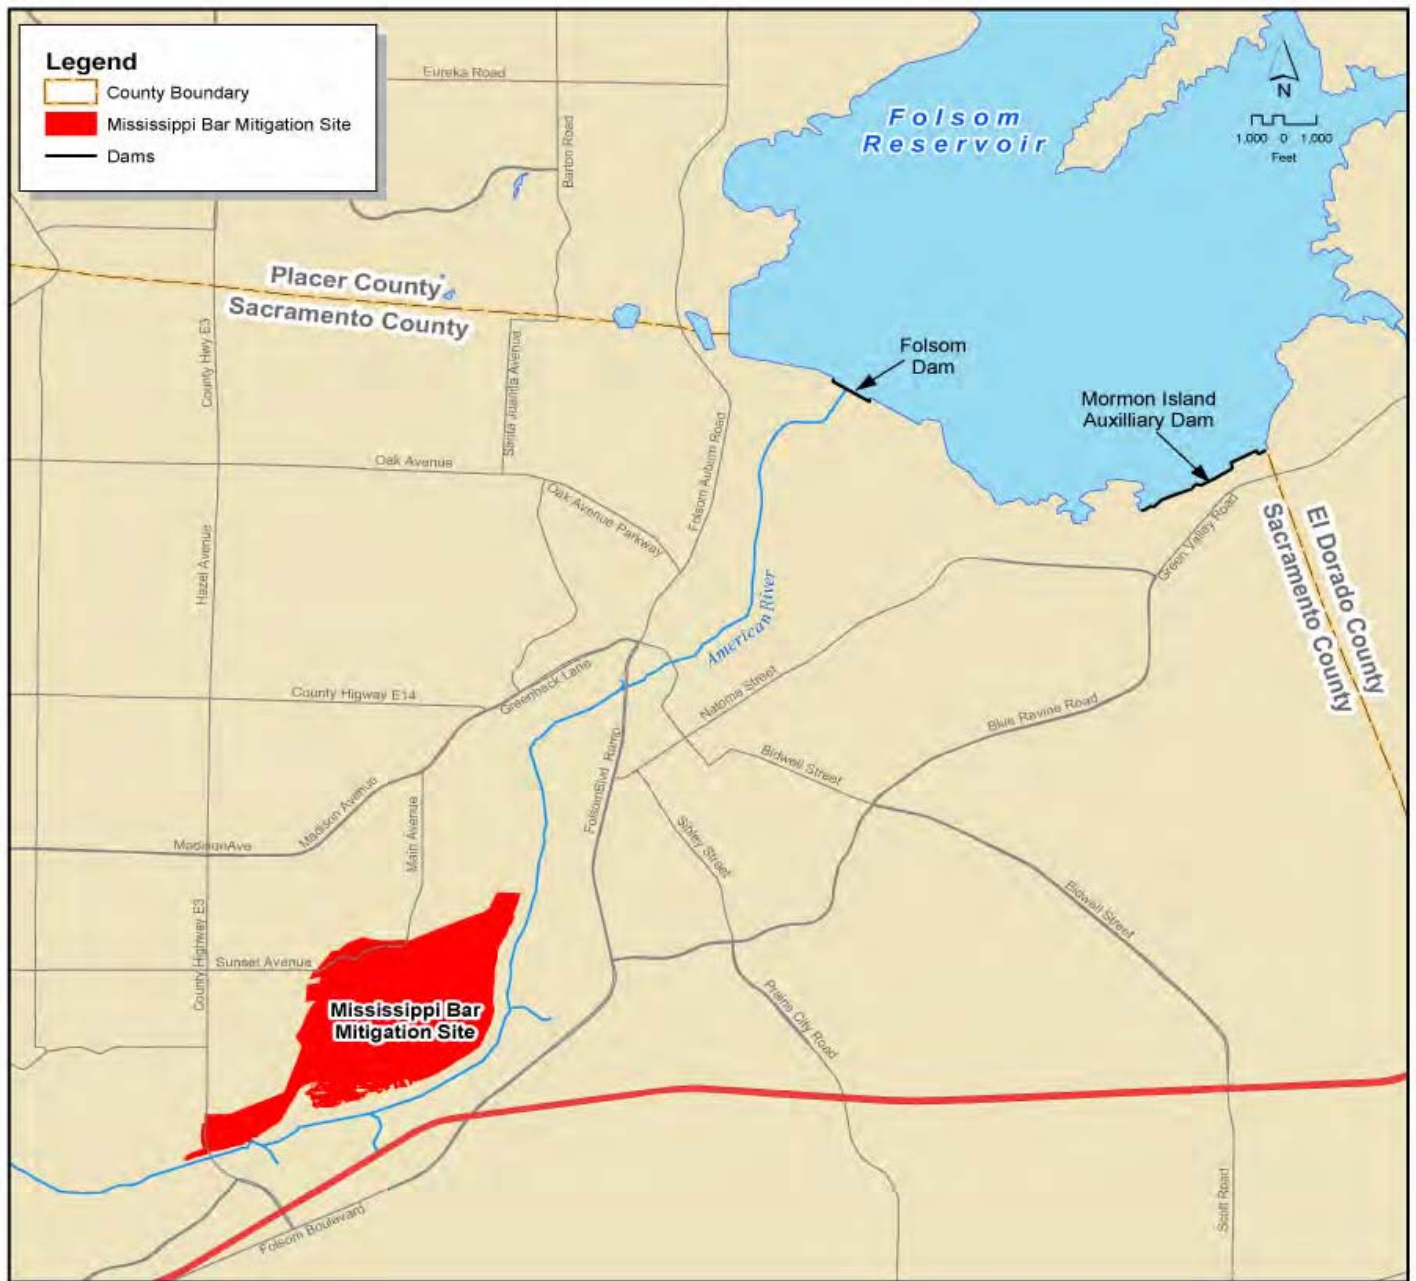 Legend
County Boundary
Mississippi Bar Mitigation Site
Dams
Eureka Road
Barton Road
Folsom
Reservoir
N
1,000 0 1,000
Feet
Placer County
Sacramento County
County Hwy E3
Santa Juanita Avenue
Folsom
Dam
Mormon Island
Auxilliary Dam
Oak Avenue
Oak Avenue Parkway
Folsom Auburn Road
Green Valley Road
El Dorado County
Sacramento County
Hazel Avenue
American River
Greenback Lane
County Higway E14
Natoma Street
Blue Ravine Road
Bidwell Street
FolsomBlvd Ramp
Madison Avenue
MadisonAve
Main Avenue
Sibley Street
Bidwell Street
County Highway E3
Sunset Avenue
Mississippi Bar
Mitigation Site
Prairie City Road
Scott Road
Folsom Boulevard